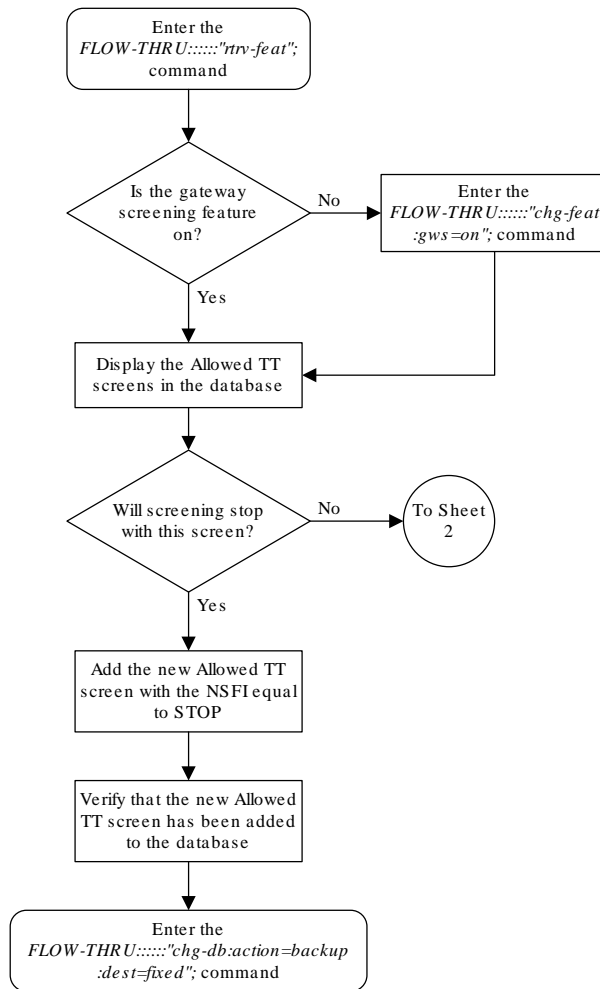 Enter the
FLOW-THRU::::::"rtrv-feat";
command
Is the gateway
screening feature
on?
No
Enter the
FLOW-THRU::::::"chg-feat
:gws=on"; command
Yes
Display the Allowed TT
screens in the database
Will screening stop
with this screen?
No
To Sheet
2
Yes
Add the new Allowed TT
screen with the NSFI equal
to STOP
Verify that the new Allowed
TT screen has been added
to the database
Enter the
FLOW-THRU::::::"chg-db:action=backup
:dest=fixed"; command